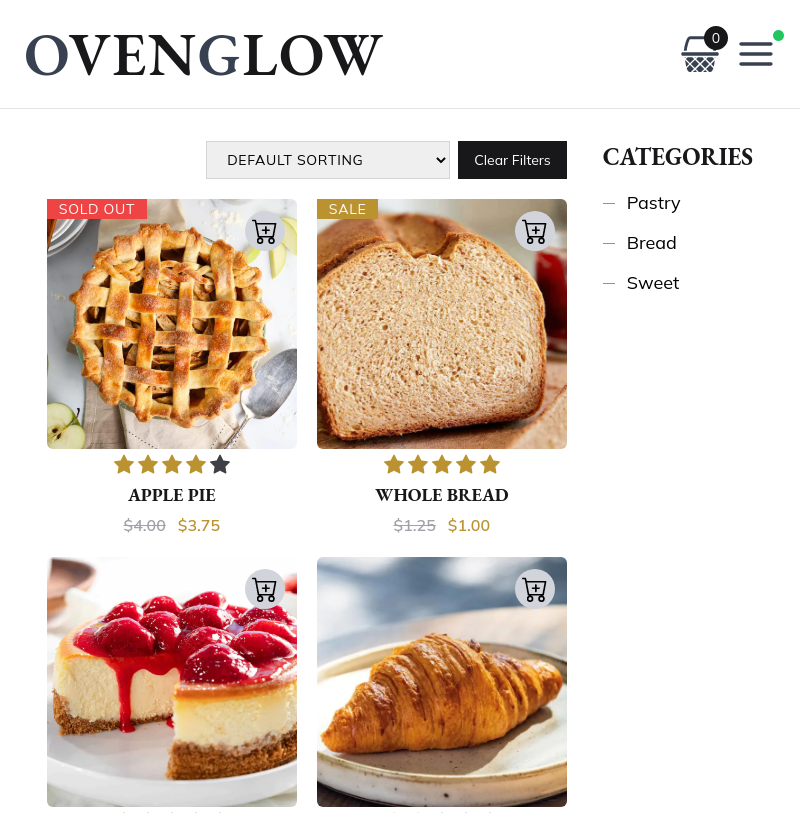 OVENGLOW
0
DEFAULT SORTING
Clear Filters
CATEGORIES
Pastry
Bread
Sweet
SOLD OUT
SALE
APPLE PIE
$4.00 $3.75
WHOLE BREAD
$1.25 $1.00